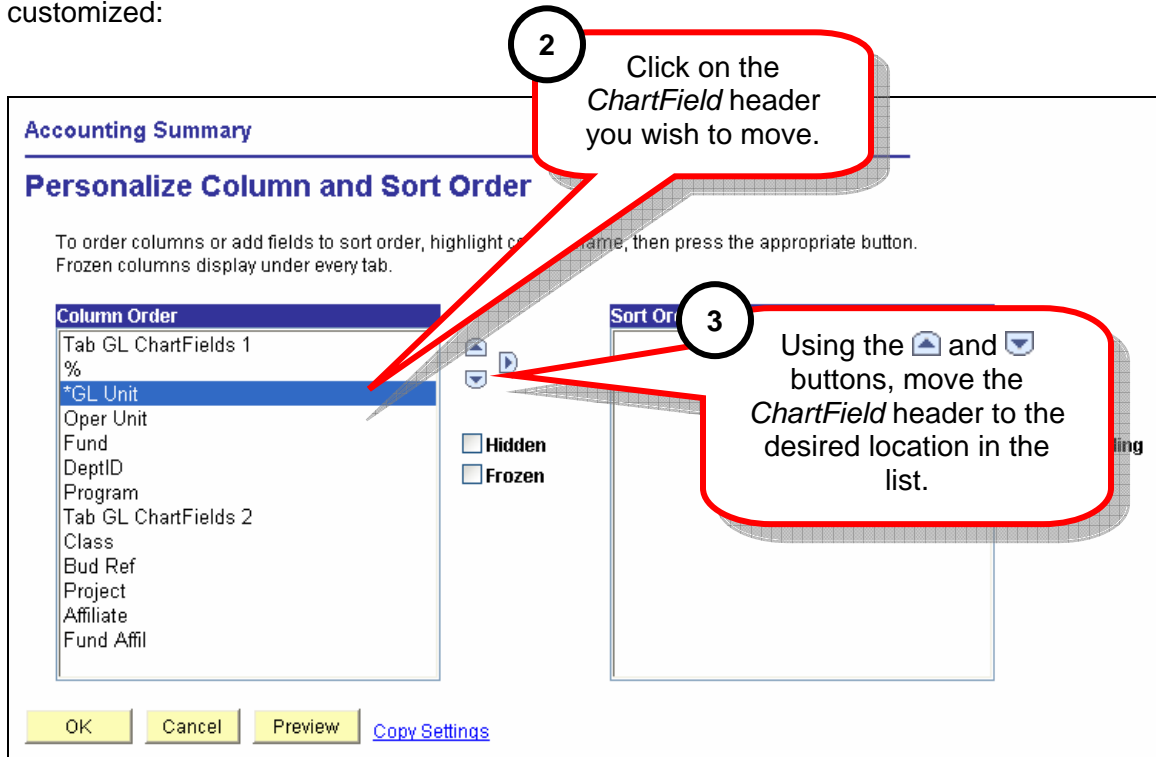 customized:
2
Click on the
ChartField header
you wish to move.
Accounting Summary
Personalize Column and Sort Order
To order columns or add fields to sort order, highlight , then press the appropriate button.
Frozen columns display under every tab.
Column Order
Tab GL ChartFields 1
%
*GL Unit
Oper Unit
Fund
DeptID
Program
Tab GL ChartFields 2
Class
Bud Ref
Project
Affiliate
Fund Affil
Hidden
Frozen
Sort
3
Using the and
buttons, move the
ChartField header to the
desired location in the
list.
OK
Cancel
Preview
Copy Settings